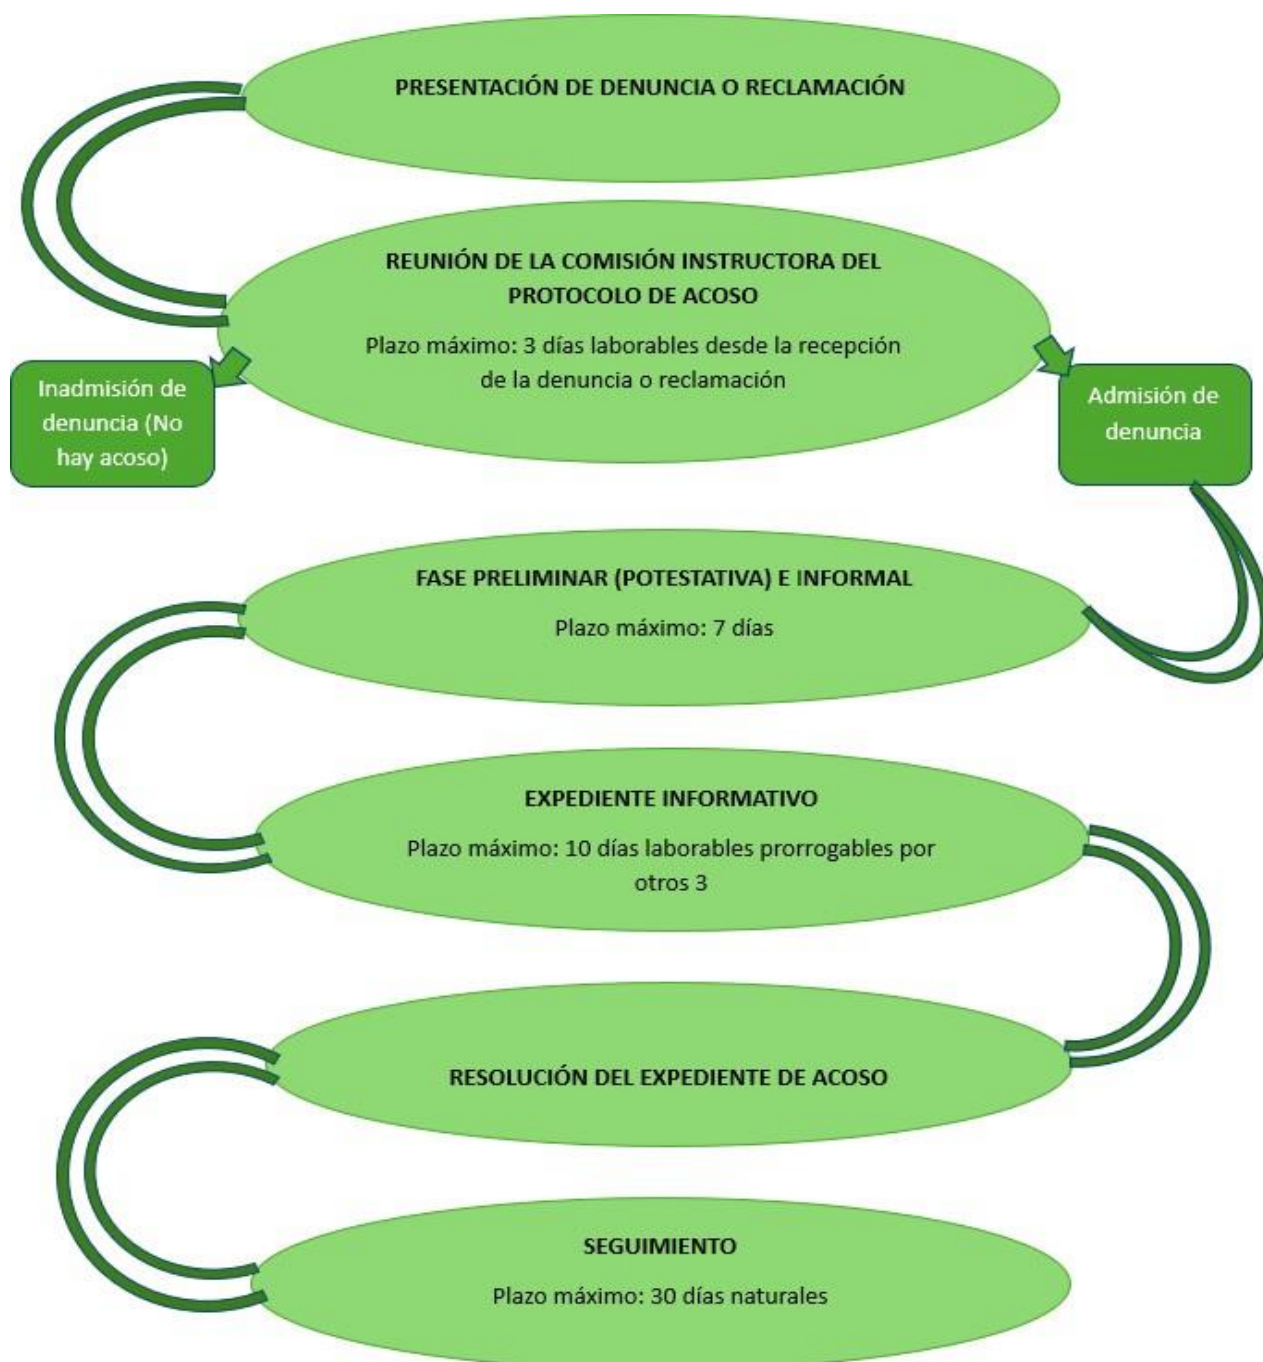 PRESENTACIÓN DE DENUNCIA O RECLAMACIÓN
REUNIÓN DE LA COMISIÓN INSTRUCTORA DEL
PROTOCOLO DE ACOSO
Plazo máximo: 3 días laborables desde la recepción
de la denuncia o reclamación
Inadmisión de
denuncia (No
hay acoso)
Admisión de
denuncia
FASE PRELIMINAR (POTESTATIVA) E INFORMAL
Plazo máximo: 7 días
EXPEDIENTE INFORMATIVO
Plazo máximo: 10 días laborables prorrogables por
otros 3
RESOLUCIÓN DEL EXPEDIENTE DE ACOSO
SEGUIMIENTO
Plazo máximo: 30 días naturales